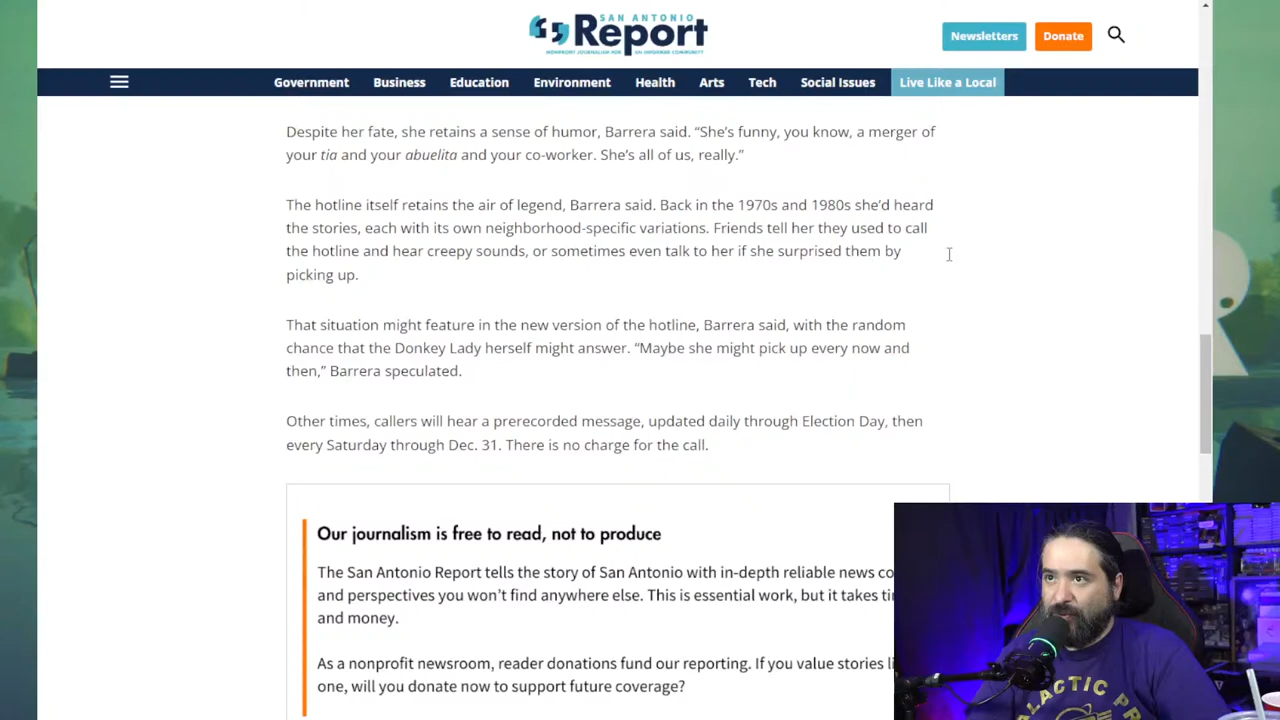 SAN ANTONIO
Report
NONPROFIT JOURNALISM FOR AN INFORMED COMMUNITY
Newsletters
Donate
Government
Business
Education
Environment
Health
Arts
Tech
Social Issues
Live Like a Local
Despite her fate, she retains a sense of humor, Barrera said. “She’s funny, you know, a merger of
your tia and your abuelita and your co-worker. She’s all of us, really.”
The hotline itself retains the air of legend, Barrera said. Back in the 1970s and 1980s she’d heard
the stories, each with its own neighborhood-specific variations. Friends tell her they used to call
the hotline and hear creepy sounds, or sometimes even talk to her if she surprised them by
picking up.
That situation might feature in the new version of the hotline, Barrera said, with the random
chance that the Donkey Lady herself might answer. “Maybe she might pick up every now and
then,” Barrera speculated.
Other times, callers will hear a prerecorded message, updated daily through Election Day, then
every Saturday through Dec. 31. There is no charge for the call.
Our journalism is free to read, not to produce
The San Antonio Report tells the story of San Antonio with in-depth reliable news co
and perspectives you won’t find anywhere else. This is essential work, but it takes ti
and money.
As a nonprofit newsroom, reader donations fund our reporting. If you value stories li
one, will you donate now to support future coverage?
ALACTIC PR